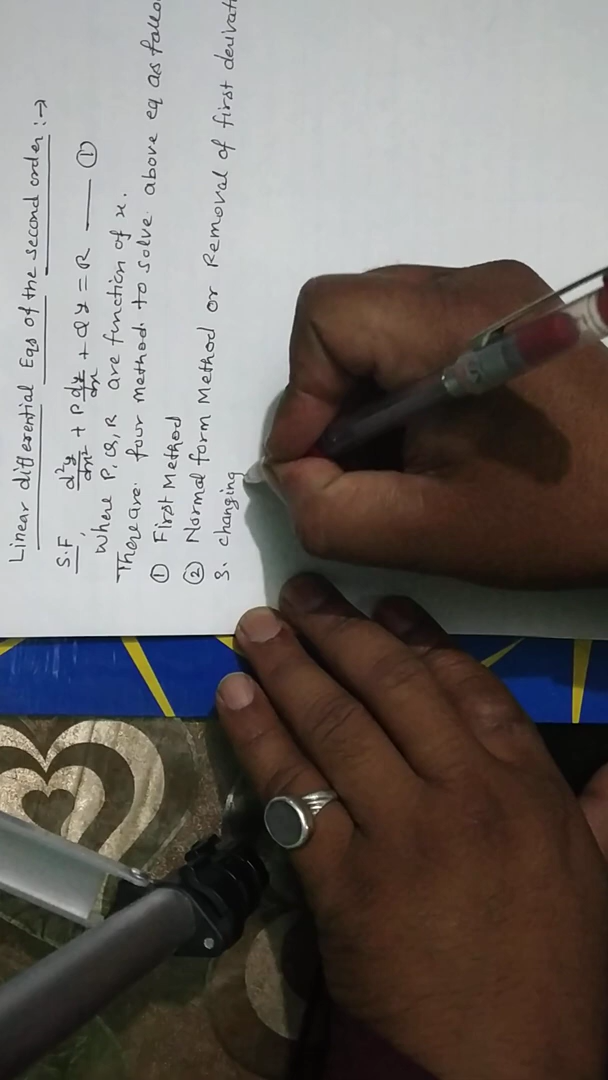 Linear differential Eqs of the second order :→
S.F, d²y/dx² + P dy/dx + Qy = R —— ①
where P, Q, R are function of x.
There are four method to solve above eq as follo
① First Method
② Normal form Method or Removal of first derivati
3. changing